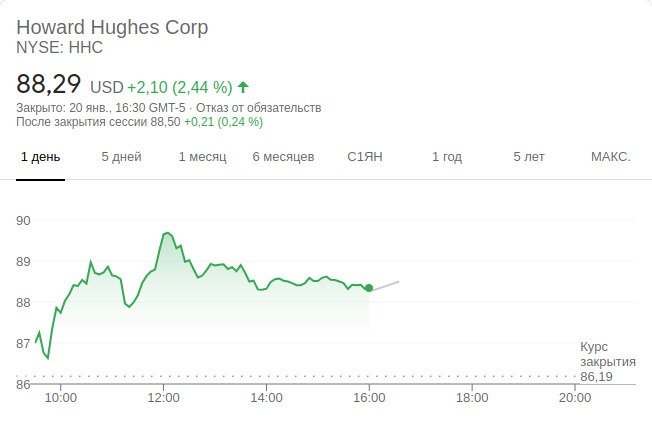 Howard Hughes Corp
NYSE: HHC
88,29 USD +2,10 (2,44 %)
Закрыто: 20 янв., 16:30 GMT-5 · Отказ от обязательств
После закрытия сессии 88,50 +0,21 (0,24 %)
1 день 5 дней 1 месяц 6 месяцев С1ЯН 1 год 5 лет МАКС.
90
89
88
87
Курс
закрытия
86,19
86
10:00 12:00 14:00 16:00 18:00 20:00